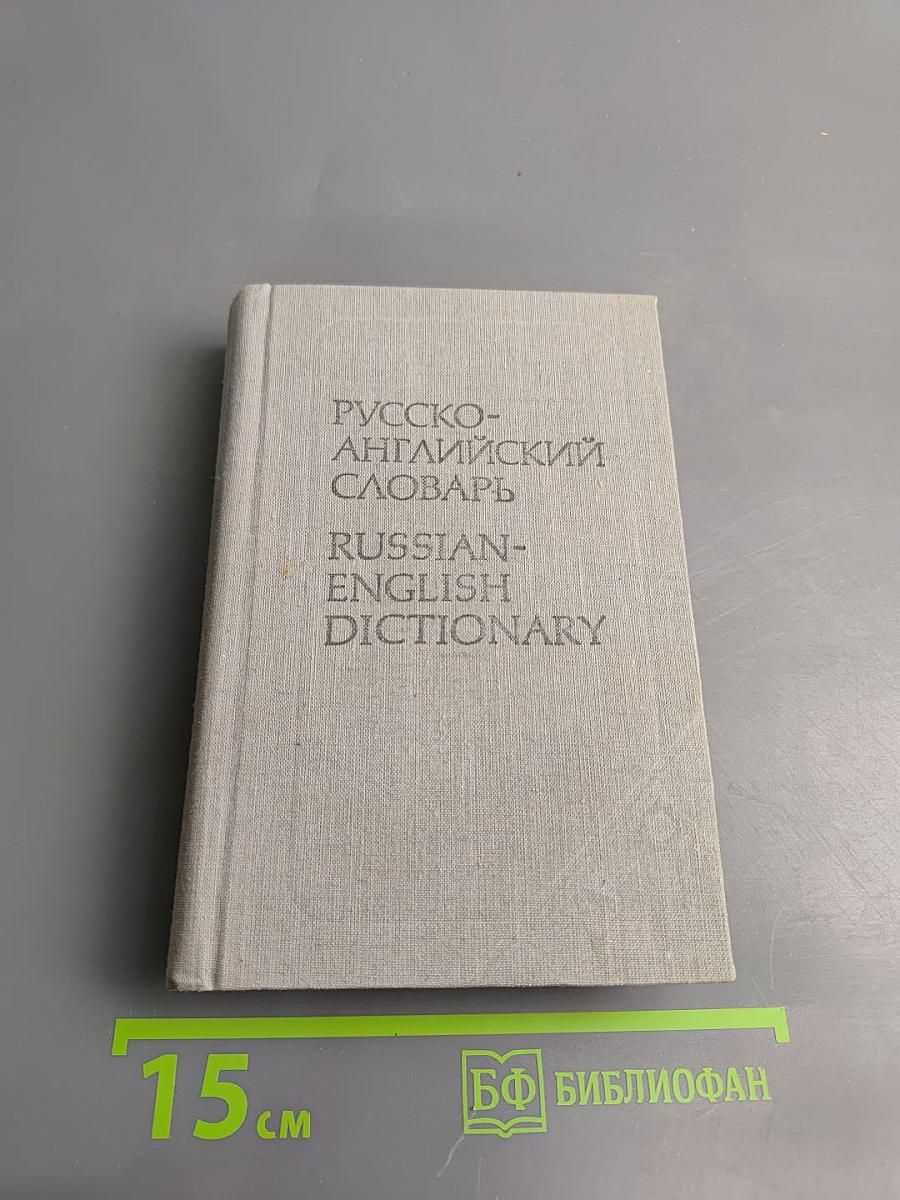 РУССКО-
АНГЛИЙСКИЙ
СЛОВАРЬ
RUSSIAN-
ENGLISH
DICTIONARY
15 см
БФ БИБЛИОФАН